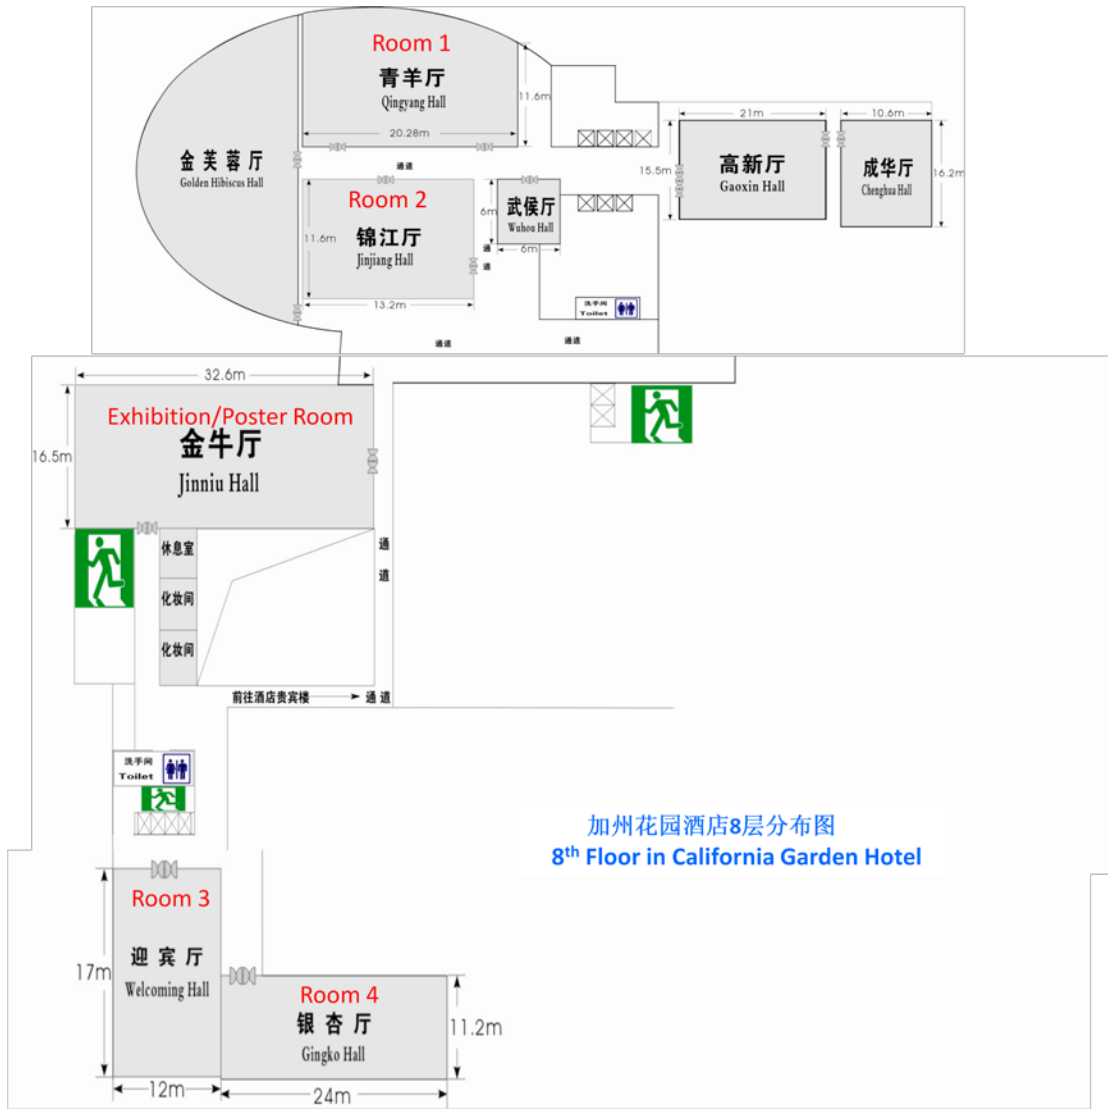 Room 1
青羊厅
Qingyang Hall
20.28m
11.6m
金芙蓉厅
Golden Hibiscus Hall
通道
Room 2
锦江厅
Jinjiang Hall
11.6m
13.2m
武侯厅
Wuhou Hall
6m
6m
通道
21m
高新厅
Gaoxin Hall
15.5m
10.6m
成华厅
Chenghua Hall
16.2m
洗手间
Toilet
通道
通道
32.6m
Exhibition/Poster Room
金牛厅
Jinniu Hall
16.5m
休息室
化妆间
化妆间
通道
前往酒店贵宾楼
通道
洗手间
Toilet
加州花园酒店8层分布图
8th Floor in California Garden Hotel
Room 3
迎宾厅
Welcoming Hall
17m
12m
Room 4
银杏厅
Gingko Hall
11.2m
24m